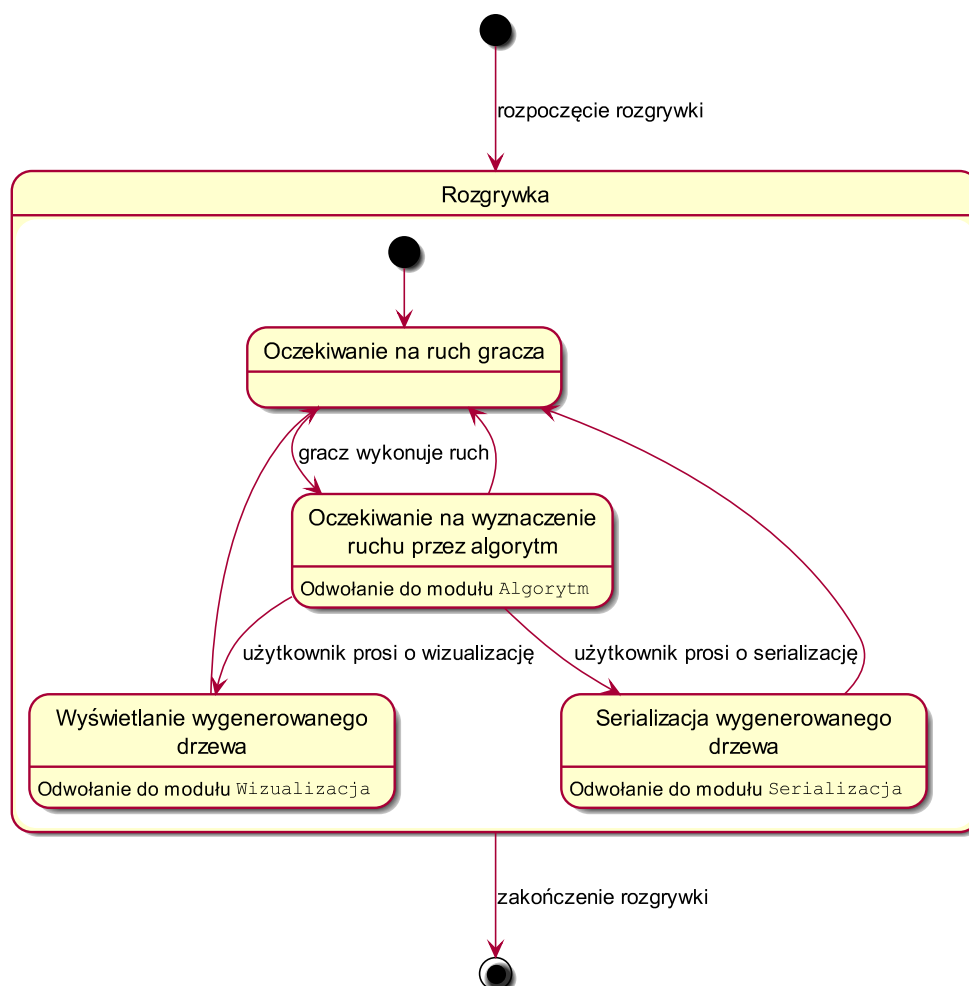 rozpoczęcie rozgrywki
Rozgrywka
Oczekiwanie na ruch gracza
gracz wykonuje ruch
Oczekiwanie na wyznaczenie
ruchu przez algorytm
Odwołanie do modułu Algorytm
użytkownik prosi o wizualizację
użytkownik prosi o serializację
Wyświetlanie wygenerowanego
drzewa
Odwołanie do modułu Wizualizacja
Serializacja wygenerowanego
drzewa
Odwołanie do modułu Serializacja
zakończenie rozgrywki